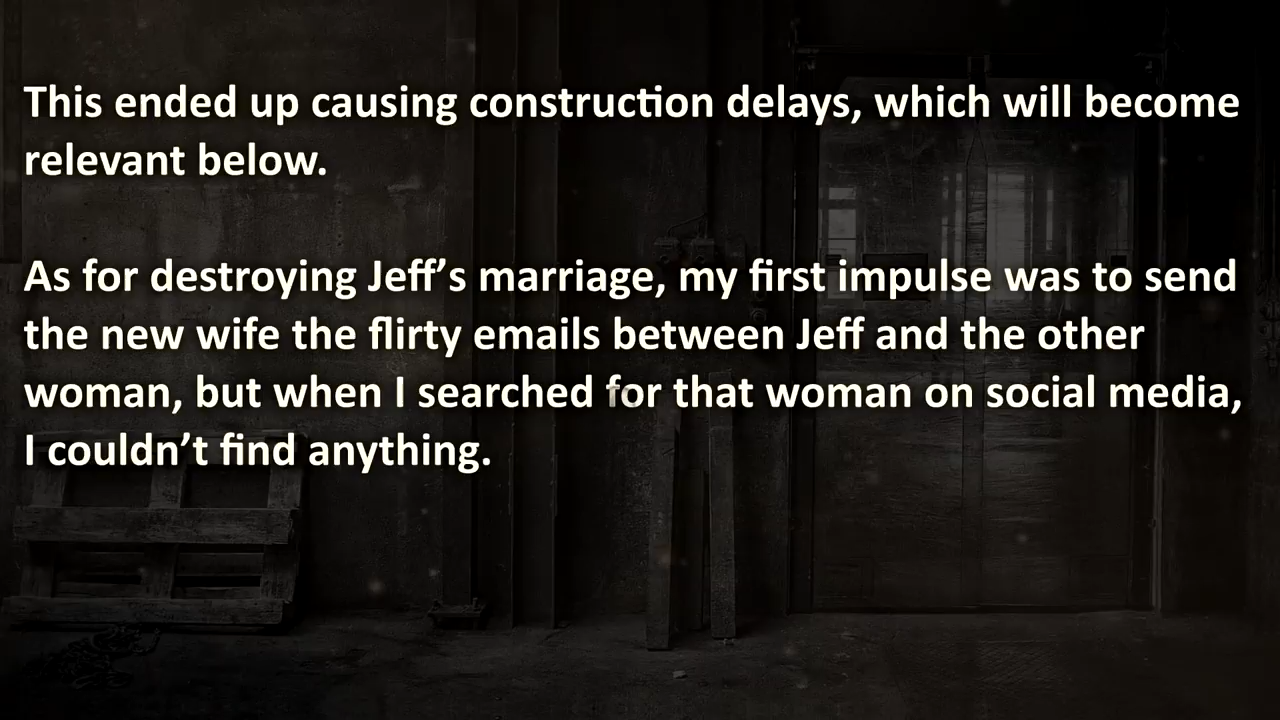 This ended up causing construction delays, which will become
relevant below.
As for destroying Jeff’s marriage, my first impulse was to send
the new wife the flirty emails between Jeff and the other
woman, but when I searched for that woman on social media,
I couldn’t find anything.